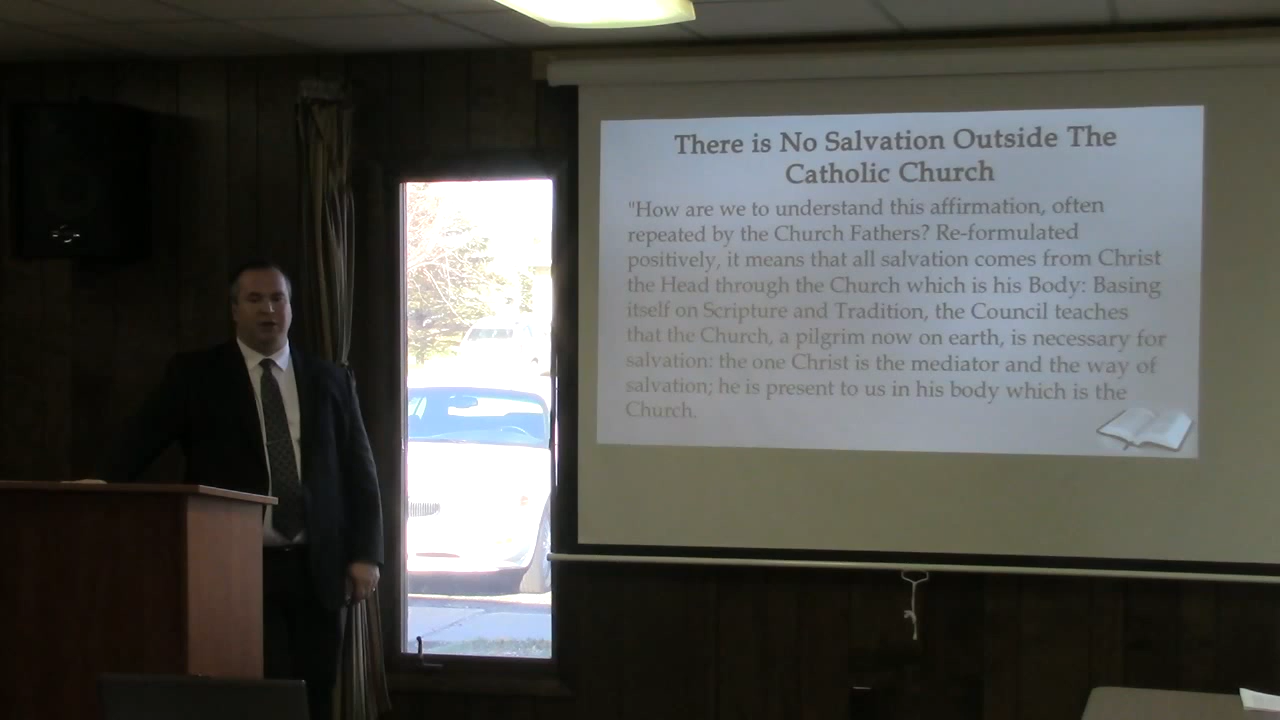 There is No Salvation Outside The
Catholic Church
"How are we to understand this affirmation, often
repeated by the Church Fathers? Re-formulated
positively, it means that all salvation comes from Christ
the Head through the Church which is his Body: Basing
itself on Scripture and Tradition, the Council teaches
that the Church, a pilgrim now on earth, is necessary for
salvation: the one Christ is the mediator and the way of
salvation; he is present to us in his body which is the
Church.